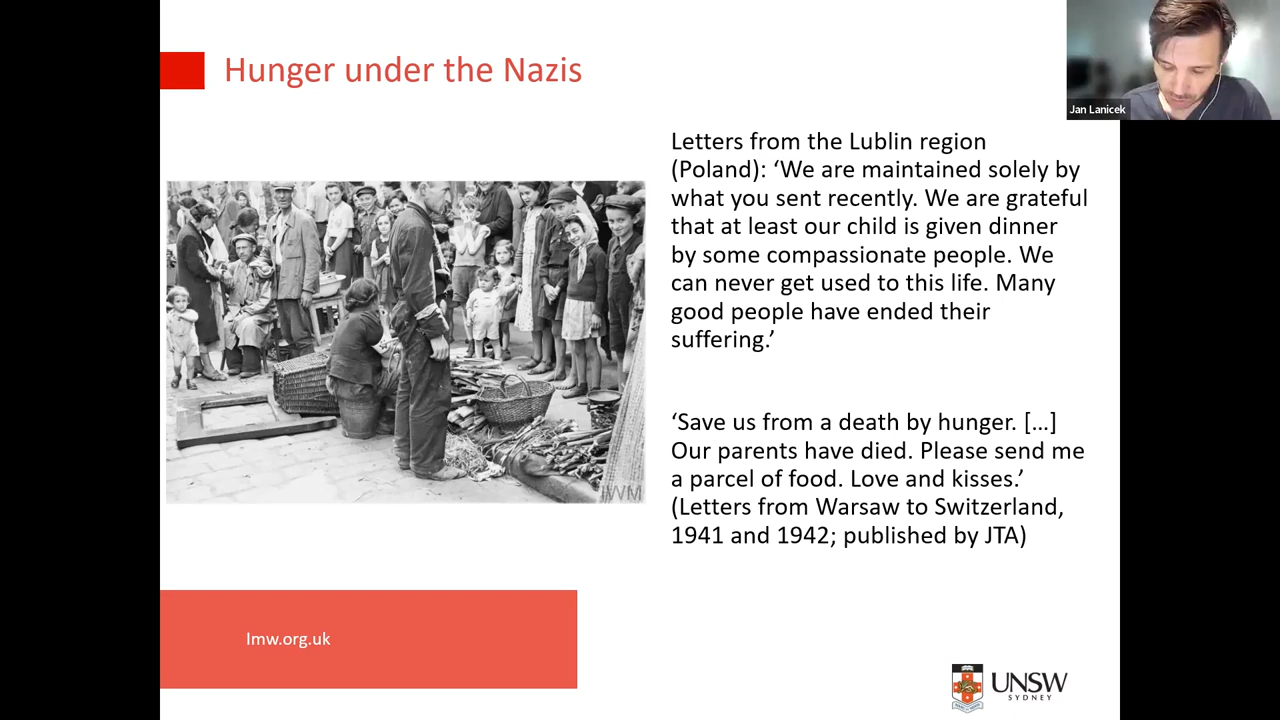 Hunger under the Nazis
Jan Lanicek
Letters from the Lublin region
(Poland): ‘We are maintained solely by
what you sent recently. We are grateful
that at least our child is given dinner
by some compassionate people. We
can never get used to this life. Many
good people have ended their
suffering.’
‘Save us from a death by hunger. […]
Our parents have died. Please send me
a parcel of food. Love and kisses.’
(Letters from Warsaw to Switzerland,
1941 and 1942; published by JTA)
IWM
Imw.org.uk
UNSW
SYDNEY